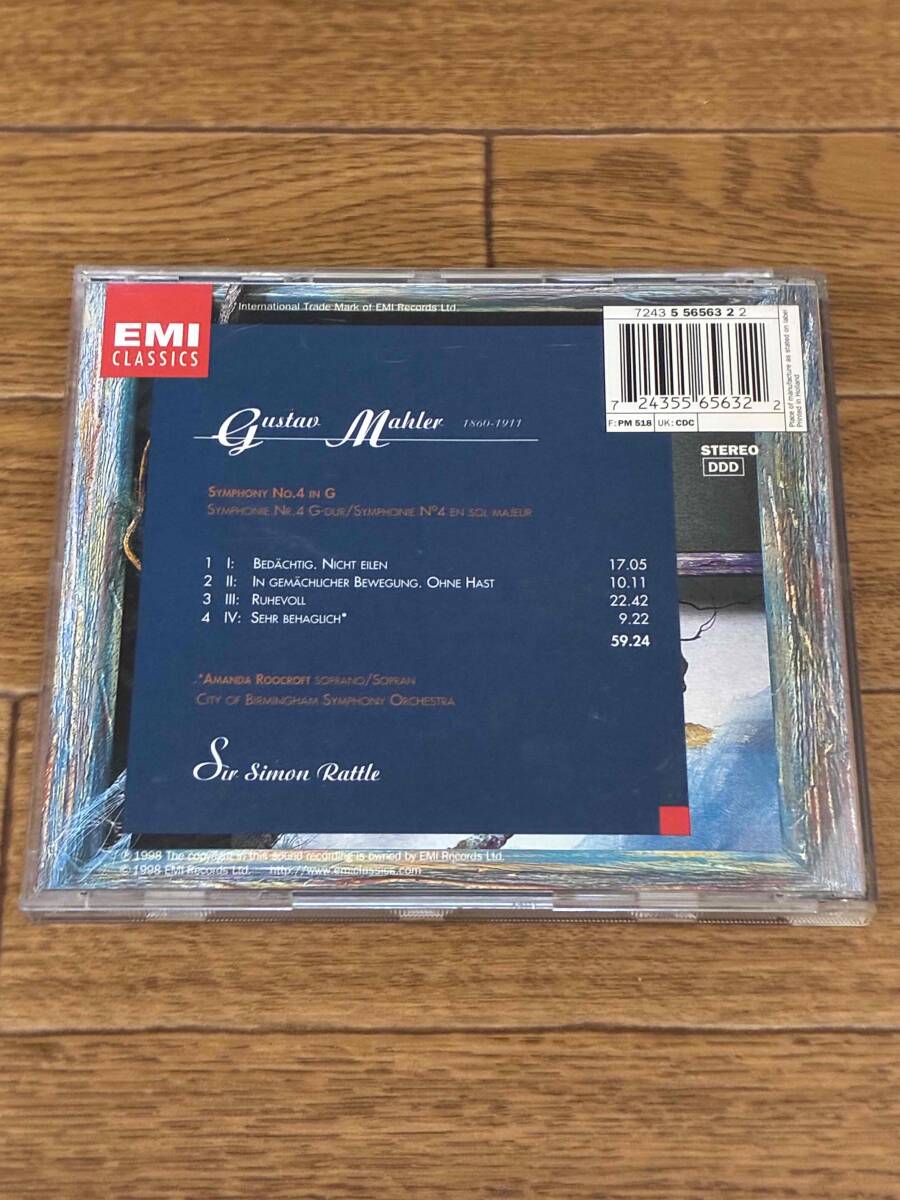 International Trade Mark of EMI Records Ltd.
EMI
CLASSICS
7243 5 56563 2 2
7 24355 65632 2
F: PM 518 UK: CDC
Place of manufacture as stated on label
Printed in Holland
STEREO
DDD
Gustav Mahler 1860-1911
SYMPHONY NO.4 IN G
SYMPHONIE NR.4 G-DUR/SYMPHONIE Nº4 EN SOL MAJEUR
1 I: BEDÄCHTIG. NICHT EILEN 17.05
2 II: IN GEMÄCHLICHER BEWEGUNG. OHNE HAST 10.11
3 III: RUHEVOLL 22.42
4 IV: SEHR BEHAGLICH* 9.22
59.24
*AMANDA ROOCROFT SOPRANO/SOPRAN
CITY OF BIRMINGHAM SYMPHONY ORCHESTRA
Sir Simon Rattle
℗ 1998 The copyright in this sound recording is owned by EMI Records Ltd.
© 1998 EMI Records Ltd. http://www.emiclassics.com